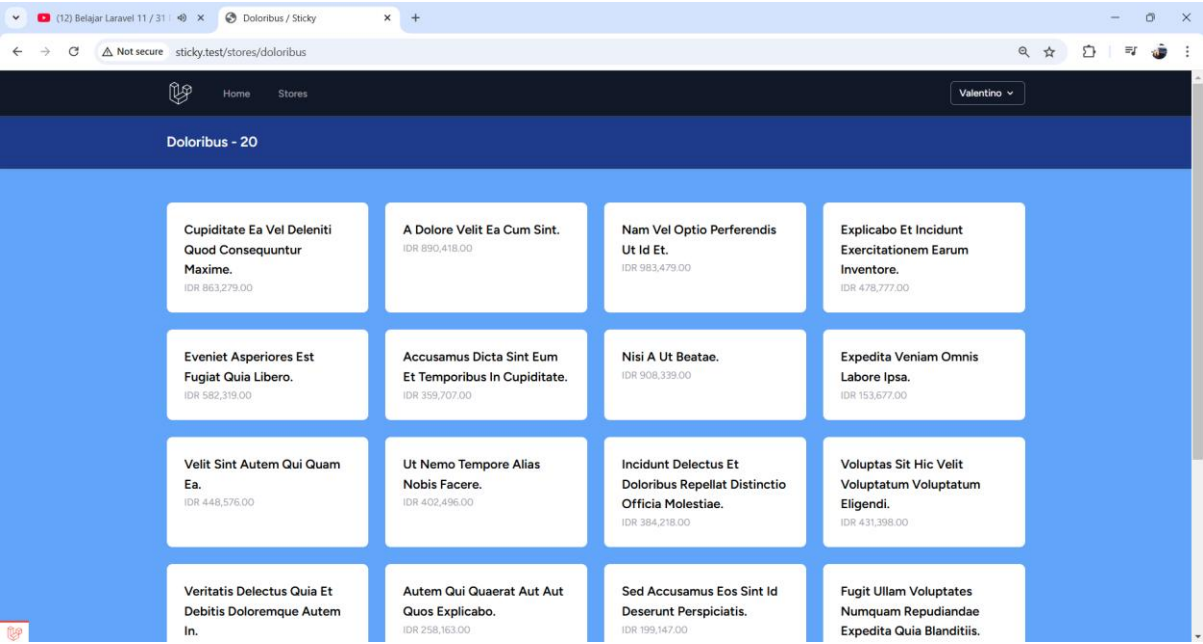 (12) Belajar Laravel 11 / 31
Doloribus / Sticky
Not secure
sticky.test/stores/doloribus
Home
Stores
Valentino
Doloribus - 20
Cupiditate Ea Vel Deleniti
Quod Consequuntur
Maxime.
IDR 863,279.00
A Dolore Velit Ea Cum Sint.
IDR 890,418.00
Nam Vel Optio Perferendis
Ut Id Et.
IDR 983,479.00
Explicabo Et Incidunt
Exercitationem Earum
Inventore.
IDR 478,777.00
Eveniet Asperiores Est
Fugiat Quia Libero.
IDR 582,319.00
Accusamus Dicta Sint Eum
Et Temporibus In Cupiditate.
IDR 359,707.00
Nisi A Ut Beatae.
IDR 908,339.00
Expedita Veniam Omnis
Labore Ipsa.
IDR 153,677.00
Velit Sint Autem Qui Quam
Ea.
IDR 448,576.00
Ut Nemo Tempore Alias
Nobis Facere.
IDR 402,496.00
Incidunt Delectus Et
Doloribus Repellat Distinctio
Officia Molestiae.
IDR 384,218.00
Voluptas Sit Hic Velit
Voluptatum Voluptatum
Eligendi.
IDR 431,398.00
Veritatis Delectus Quia Et
Debitis Doloremque Autem
In.
Autem Qui Quaerat Aut Aut
Quos Explicabo.
IDR 258,163.00
Sed Accusamus Eos Sint Id
Deserunt Perspiciatis.
IDR 199,147.00
Fugit Ullam Voluptates
Numquam Repudiandae
Expedita Quia Blanditiis.